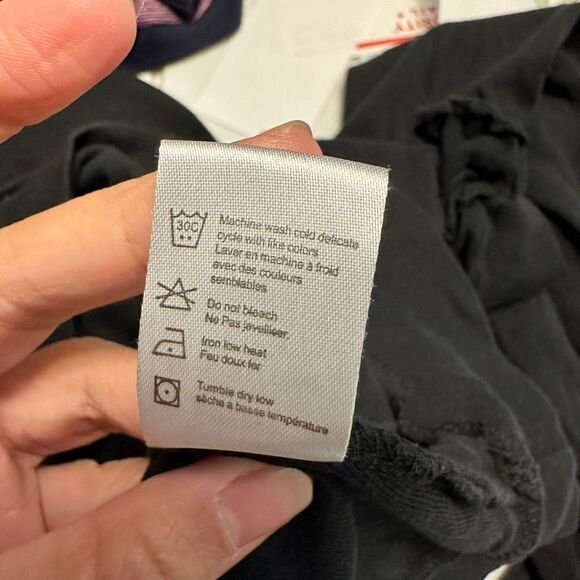 30C
Machine wash cold delicate
cycle with like colors
Laver en machine à froid
avec des couleurs
semblables
Do not bleach
Ne Pas javelliser.
Iron low heat
Feu doux fer
Tumble dry low
sèche a basse température